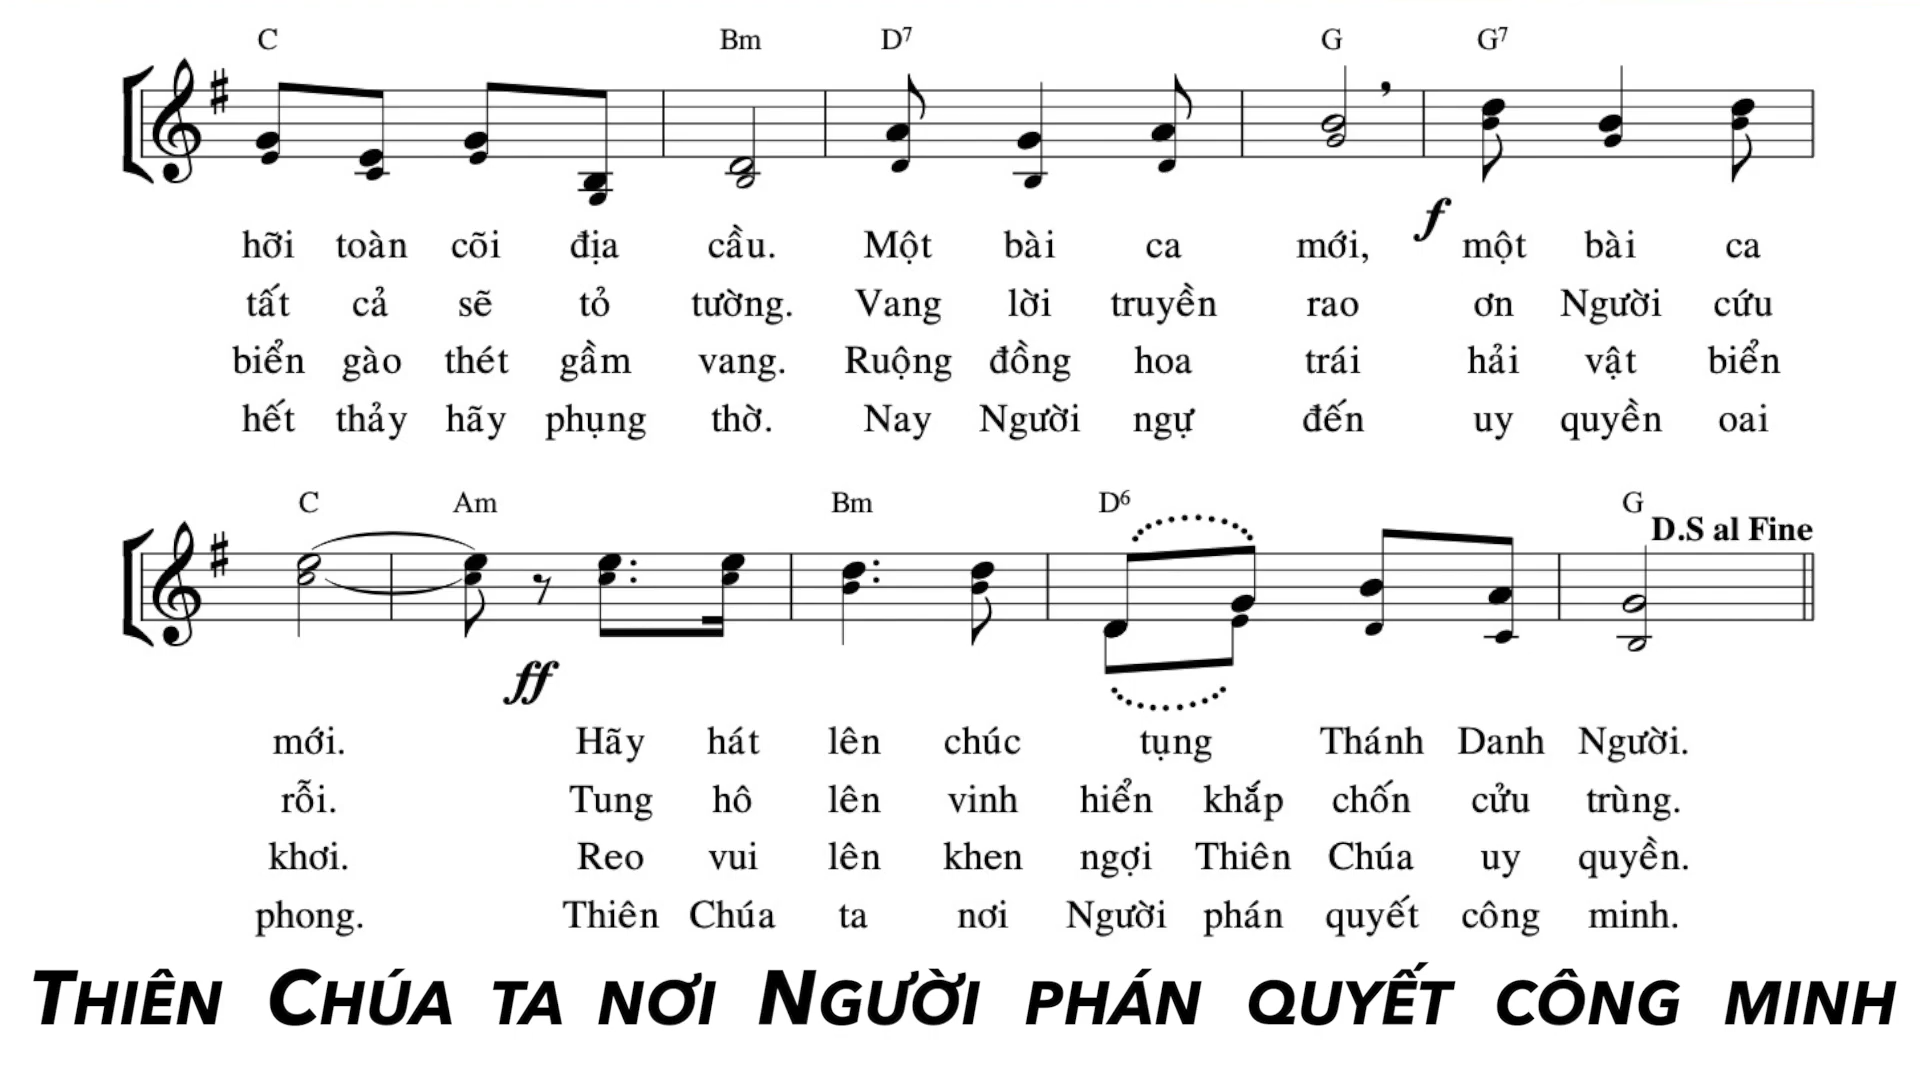 C Bm D7 G G7
f
hỡi toàn cõi địa cầu. Một bài ca mới, một bài ca
tất cả sẽ tỏ tường. Vang lời truyền rao ơn Người cứu
biển gào thét gầm vang. Ruộng đồng hoa trái hải vật biển
hết thảy hãy phụng thờ. Nay Người ngự đến uy quyền oai
C Am Bm D6 G
D.S al Fine
ff
mới. Hãy hát lên chúc tụng Thánh Danh Người.
rỗi. Tung hô lên vinh hiển khắp chốn cửu trùng.
khơi. Reo vui lên khen ngợi Thiên Chúa uy quyền.
phong. Thiên Chúa ta nơi Người phán quyết công minh.
THIÊN CHÚA TA NƠI NGƯỜI PHÁN QUYẾT CÔNG MINH